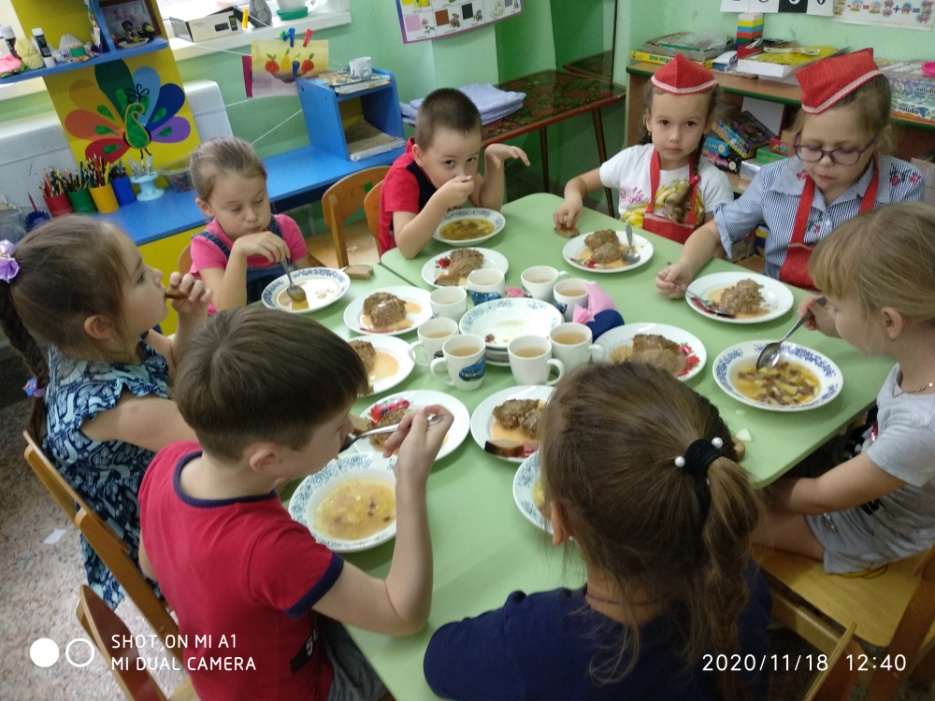 SHOT ON MI A1
MI DUAL CAMERA
2020/11/18 12:40